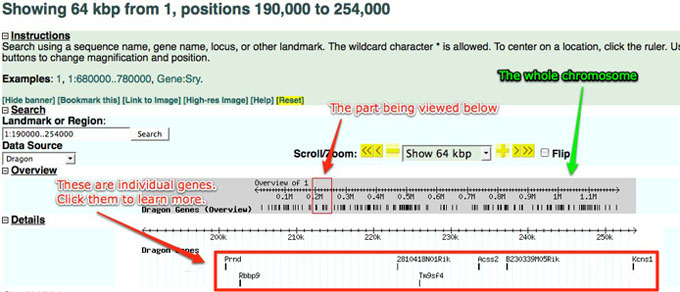 Showing 64 kbp from 1, positions 190,000 to 254,000
Instructions
Search using a sequence name, gene name, locus, or other landmark. The wildcard character * is allowed. To center on a location, click the ruler. Us
buttons to change magnification and position.
The whole chromosome
Examples: 1, 1:680000..780000, Gene:Sry.
[Hide banner] [Bookmark this] [Link to Image] [High-res Image] [Help] [Reset]
Search
The part being viewed below
Landmark or Region:
1:190000..254000 Search
Data Source
Dragon
Scroll/Zoom: <<< − Show 64 kbp + >>> Flip
Overview
These are individual genes.
Click them to learn more.
Overview of 1
0.1M 0.2M 0.3M 0.4M 0.5M 0.6M 0.7M 0.8M 0.9M 1M 1.1M
Dragon Genes (Overview)
Details
200k 210k 220k 230k 240k 250k
Dragon Genes
Prnd 2810418N01Rik Acss2 B230339M05Rik Kcns1
Rbbp9 Tm9sf4